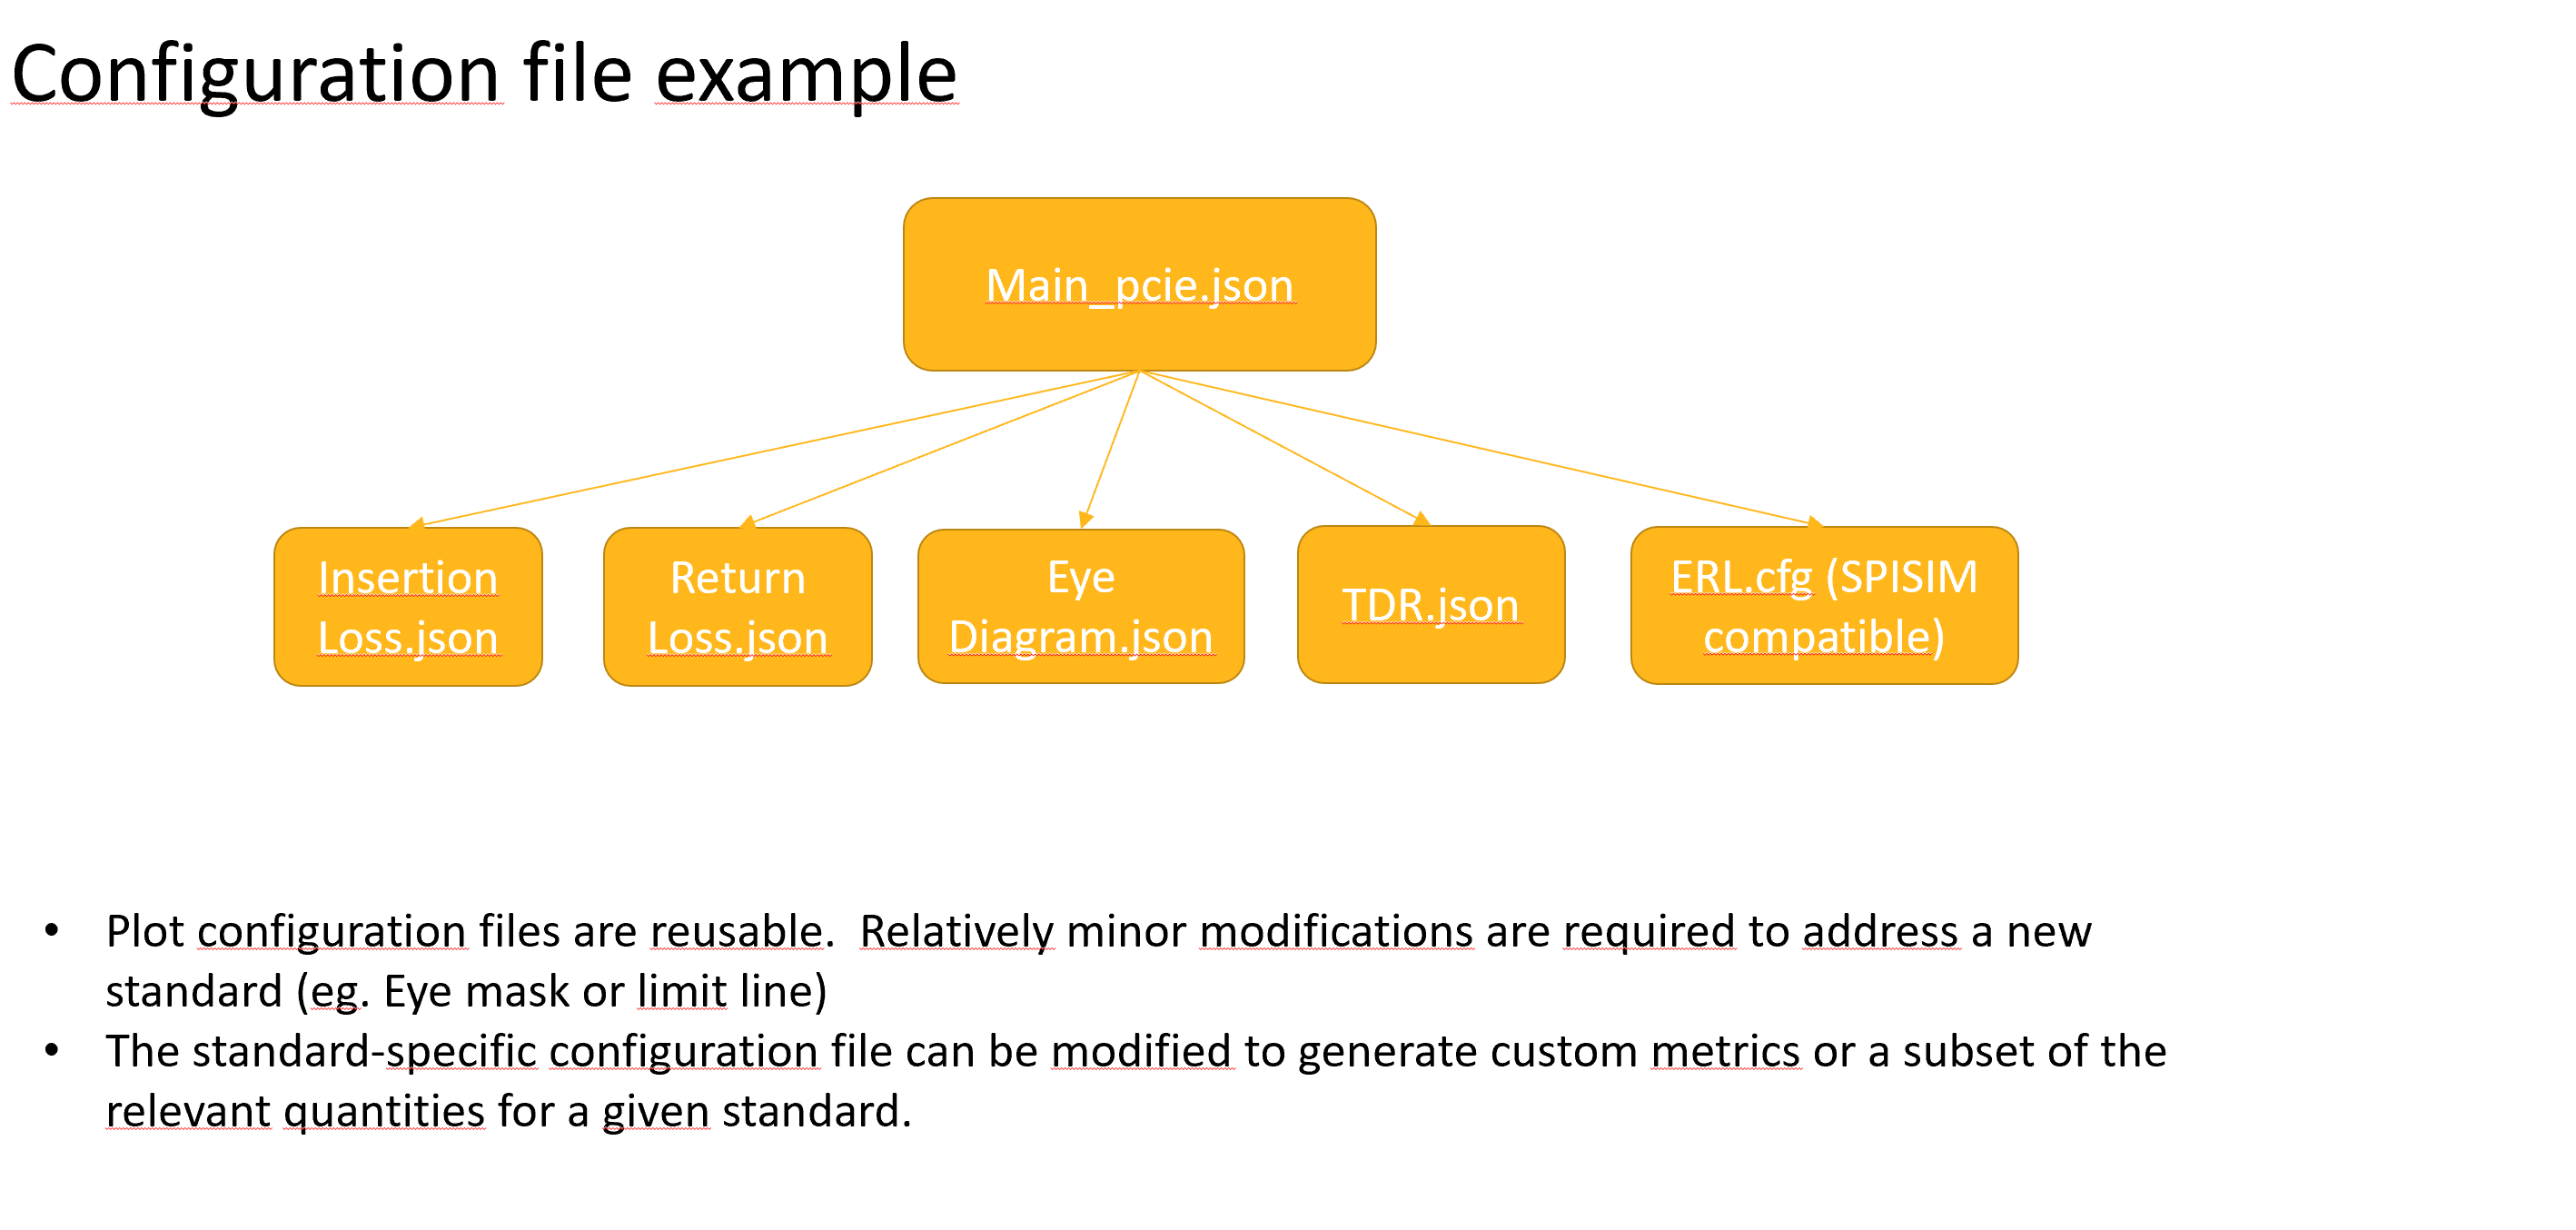 Configuration file example
Main_pcie.json
Insertion
Loss.json
Return
Loss.json
Eye
Diagram.json
TDR.json
ERL.cfg (SPISIM
compatible)
• Plot configuration files are reusable.  Relatively minor modifications are required to address a new
standard (eg. Eye mask or limit line)
• The standard-specific configuration file can be modified to generate custom metrics or a subset of the
relevant quantities for a given standard.